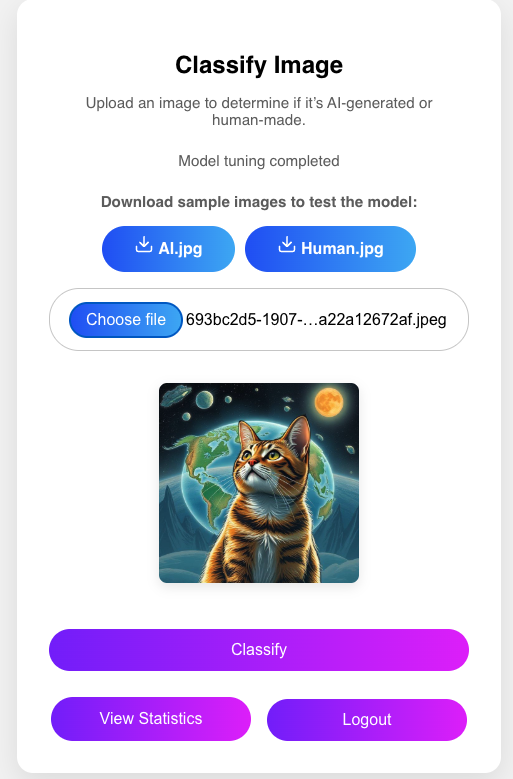 Classify Image
Upload an image to determine if it’s AI-generated or
human-made.
Model tuning completed
Download sample images to test the model:
AI.jpg
Human.jpg
Choose file 693bc2d5-1907-…a22a12672af.jpeg
Classify
View Statistics
Logout